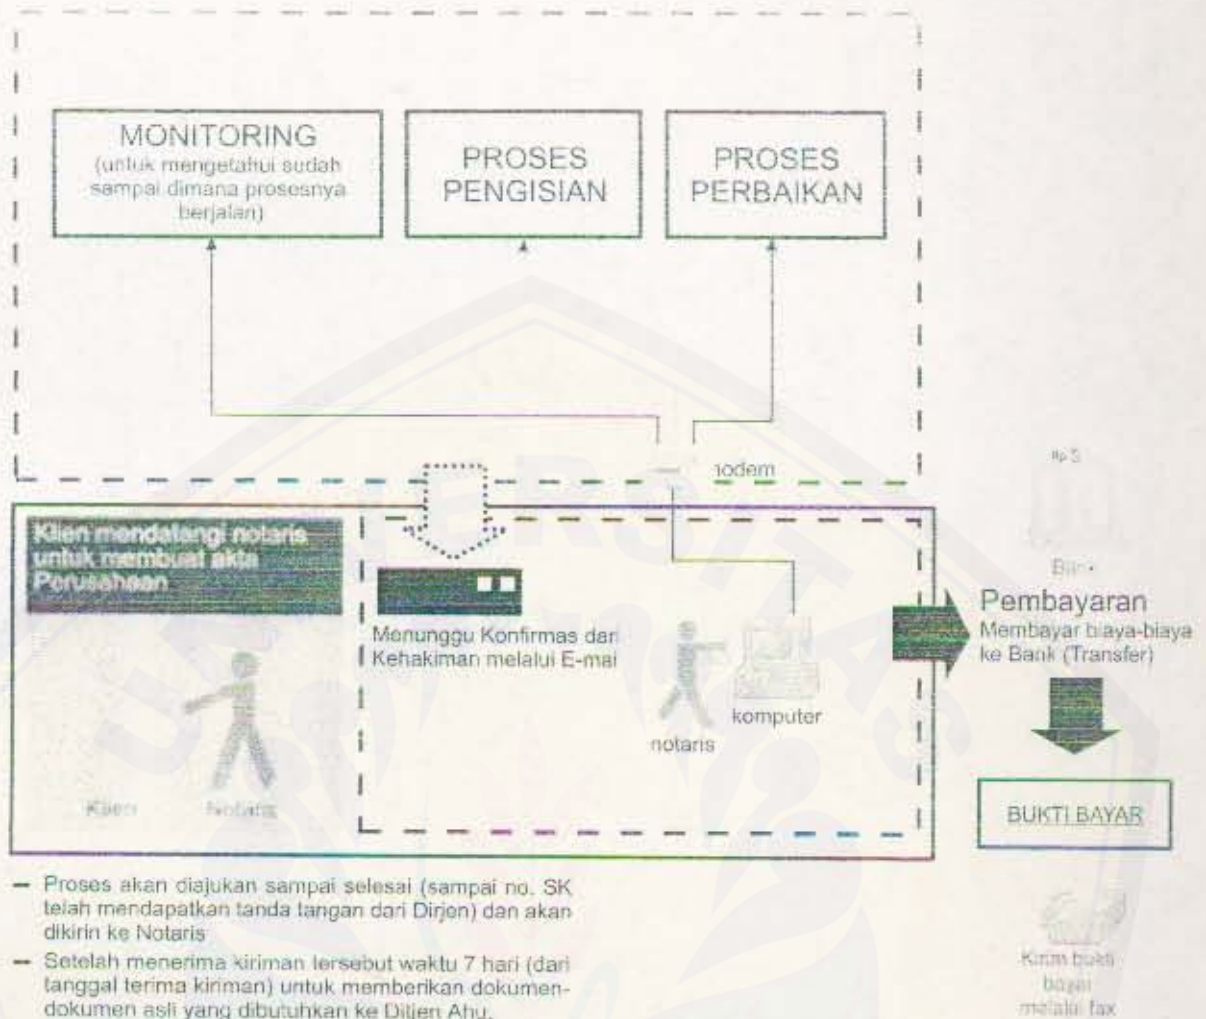 MONITORING
(untuk mengetahui sudah
sampai dimana prosesnya
berjalan)
PROSES
PENGISIAN
PROSES
PERBAIKAN
nodem
Rp
Bank
Klien mendatangi notaris
untuk membuat akta
Perusahaan
Klien
Notaris
Menunggu Konfirmas dari
Kehakiman melalui E-mai
notaris
komputer
Pembayaran
Membayar biaya-biaya
ke Bank (Transfer)
BUKTI BAYAR
Kirim bukti
bayar
melalui fax
– Proses akan diajukan sampai selesai (sampai no. SK
telah mendapatkan tanda tangan dari Dirjen) dan akan
dikirin ke Notaris
– Setelah menerima kiriman tersebut waktu 7 hari (dari
tanggal terima kiriman) untuk memberikan dokumen-
dokumen asli yang dibutuhkan ke Ditjen Ahu.
UNIVERSITAS